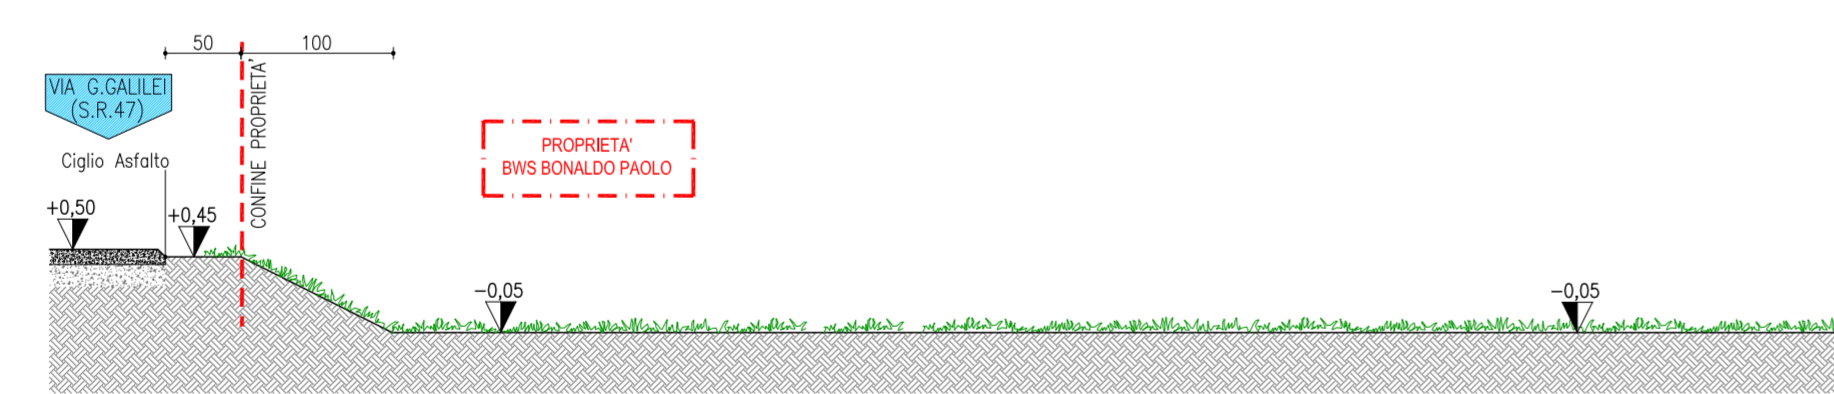 50
100
VIA G.GALILEI
(S.R.47)
CONFINE PROPRIETA'
PROPRIETA'
BWS BONALDO PAOLO
Ciglio Asfalto
+0,50
+0,45
-0,05
-0,05